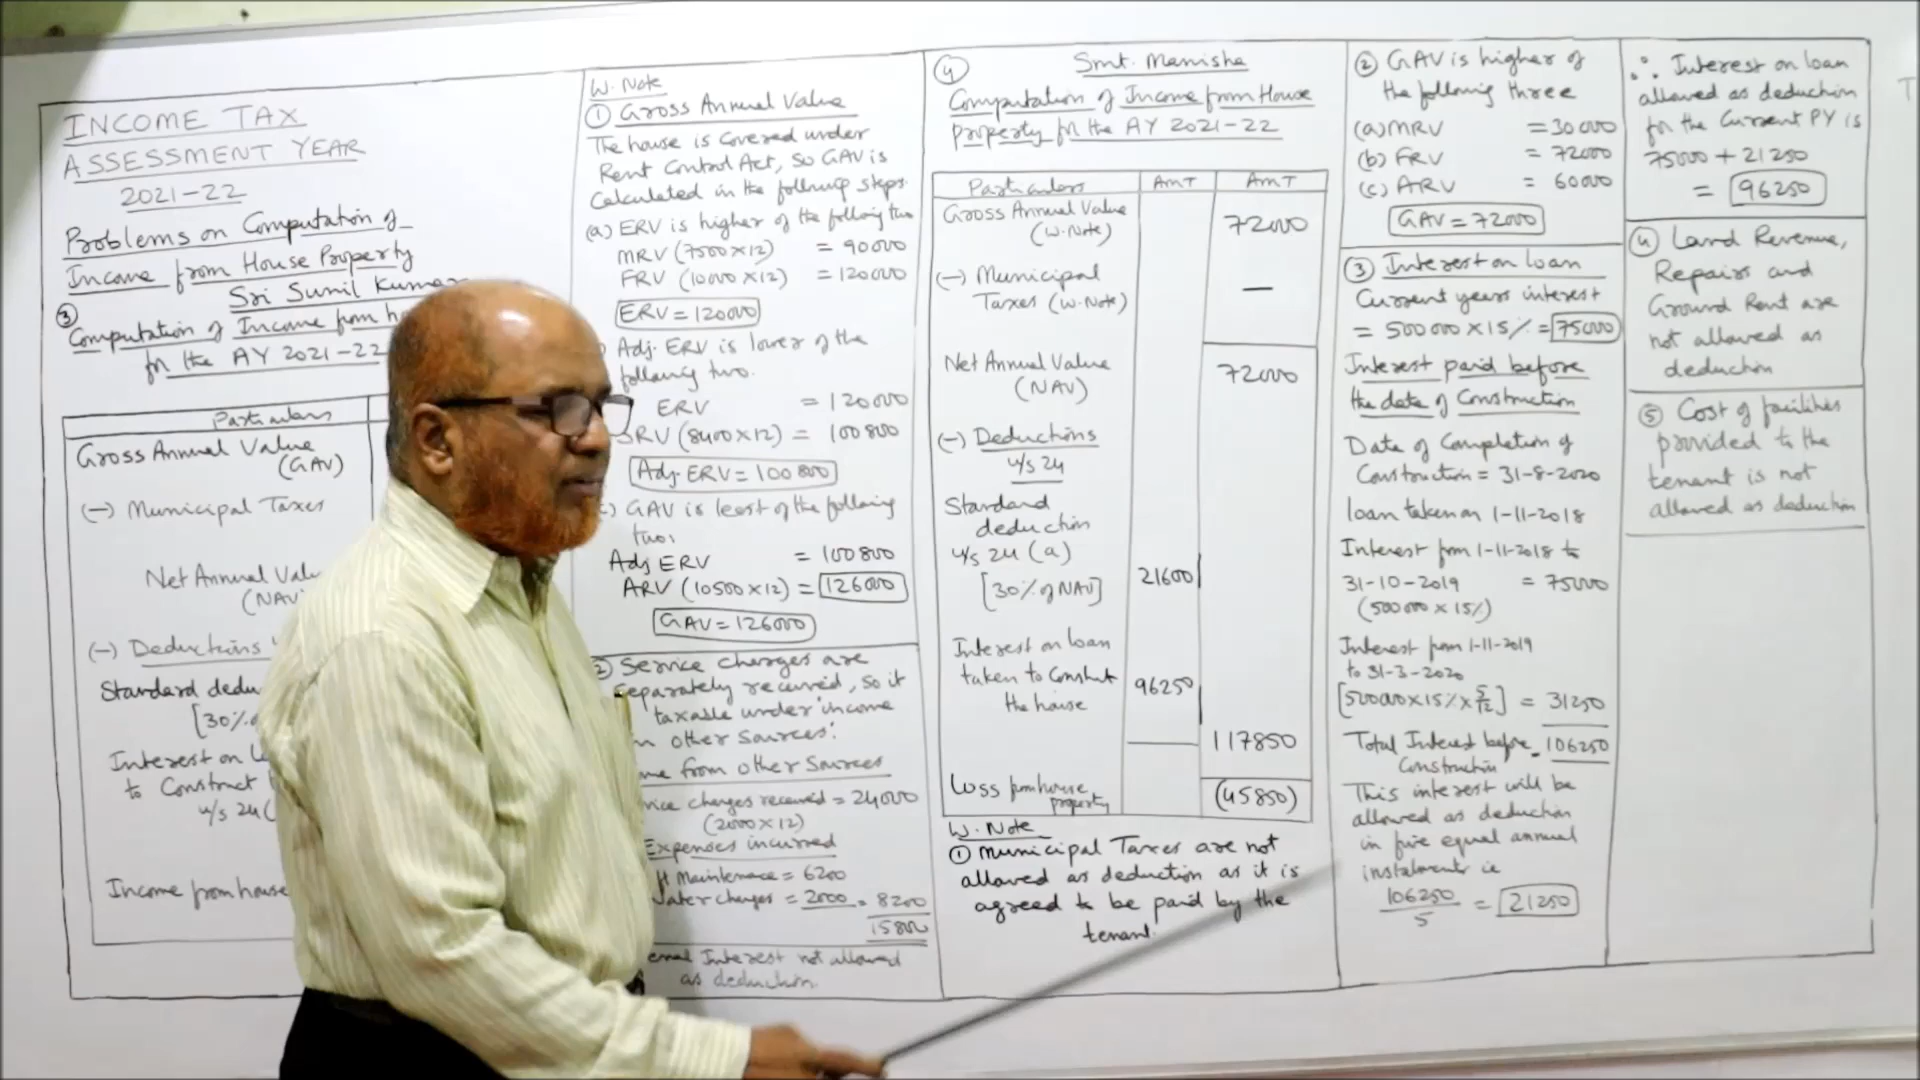 INCOME TAX
ASSESSMENT YEAR
2021-22
Problems on Computation of
Income from House Property
Sri Sunil Kumar
③
Computation of Income from h
for the AY 2021-22
Particulars
Gross Annual Value
(GAV)
(-) Municipal Taxes
Net Annual Valu
(NAV
(-) Deductions
Standard dedu
[30%
Interest on L
to Construct
u/s 24(
Income from house
W. Note
① Gross Annual Value
The house is covered under
Rent Control Act, So GAV is
Calculated in the following steps.
(a) ERV is higher of the following two
MRV (7500×12) = 90000
FRV (10000×12) = 120000
ERV = 120000
Adj. ERV is lower of the
following two.
ERV = 120000
SRV (8400×12) = 100800
Adj. ERV = 100800
c) GAV is least of the following
two,
Adj ERV = 100800
ARV (10500×12) = 126000
GAV = 126000
② Service charges are
separately received, so it
taxable under 'income
m other sources'.
me from other Sources
vice charges received = 24000
(2000×12)
Expenses incurred
ft Maintenace = 6200
Water charges = 2000 = 8200
15800
ernal Interest not allowed
as deduction.
④ Smt. Manisha
Computation of Income from House
property for the AY 2021-22
Particulars AMT AMT
Gross Annual Value 72000
(W.Note)
(-) Municipal
Taxes (W.Note) —
Net Annual Value 72000
(NAV)
(-) Deductions
u/s 24
Standard
deduction
u/s 24 (a) 21600
[30% of NAV]
Interest on loan
taken to Construct 96250
the house
117850
Loss from house (45850)
property
W. Note
① Municipal Taxes are not
allowed as deduction as it is
agreed to be paid by the
tenant.
② GAV is higher of
the following three
(a) MRV = 30000
(b) FRV = 72000
(c) ARV = 60000
GAV = 72000
③ Interest on loan
Current years interest
= 500000×15% = 75000
Interest paid before
the date of Construction
Date of Completion of
Construction = 31-8-2020
loan taken on 1-11-2018
Interest from 1-11-2018 to
31-10-2019 = 75000
(500000×15%)
Interest from 1-11-2019
to 31-3-2020
[500000×15%×5/12] = 31250
Total Interest before = 106250
Construction
This interest will be
allowed as deduction
in five equal annual
instalments ie
106250/5 = 21250
∴ Interest on loan
allowed as deduction
for the Current PY is
75000 + 21250
= 96250
④ Land Revenue,
Repairs and
Ground Rent are
not allowed as
deduction
⑤ Cost of facilities
provided to the
tenant is not
allowed as deduction
T